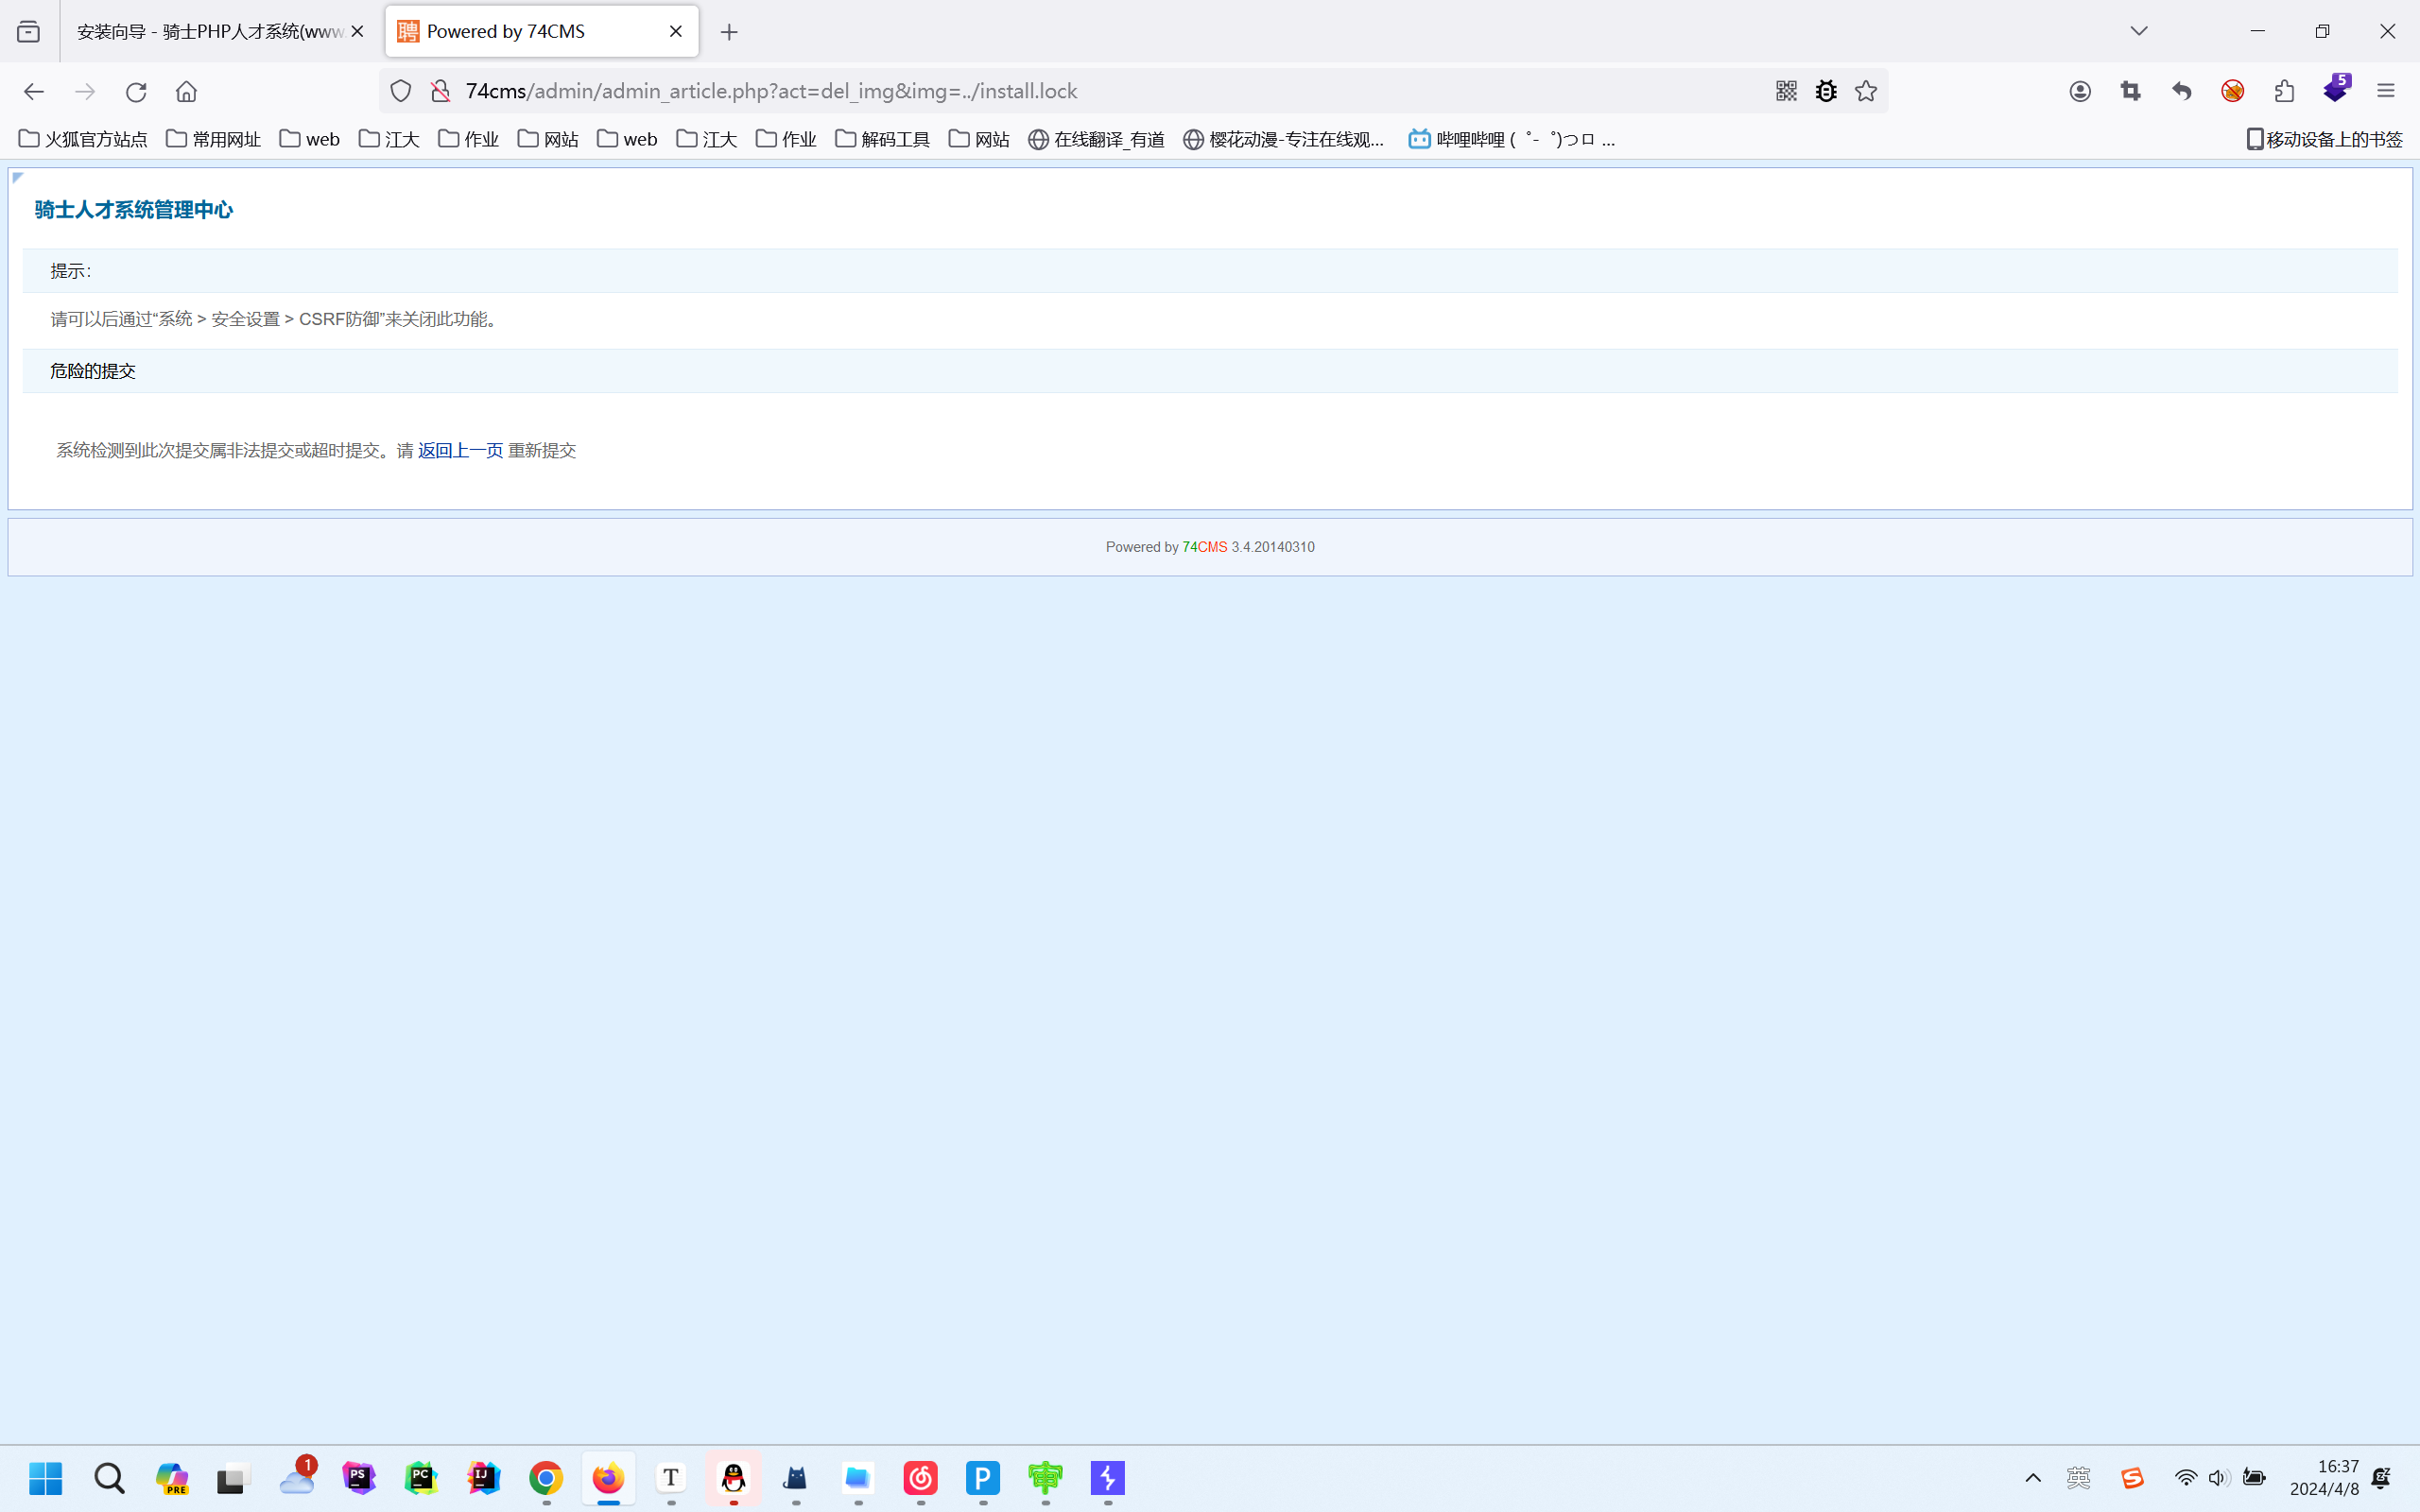 安装向导 - 骑士PHP人才系统(www.
聘 Powered by 74CMS
74cms/admin/admin_article.php?act=del_img&img=../install.lock
5
火狐官方站点 常用网址 web 江大 作业 网站 web 江大 作业 解码工具 网站 在线翻译_有道 樱花动漫-专注在线观... 哔哩哔哩 (゜-゜)つロ ... 移动设备上的书签
骑士人才系统管理中心
提示:
请可以后通过“系统 > 安全设置 > CSRF防御”来关闭此功能。
危险的提交
系统检测到此次提交属非法提交或超时提交。请 返回上一页 重新提交
Powered by 74CMS 3.4.20140310
PRE 1 PS PC IJ T P 审 英 S 16:37
2024/4/8